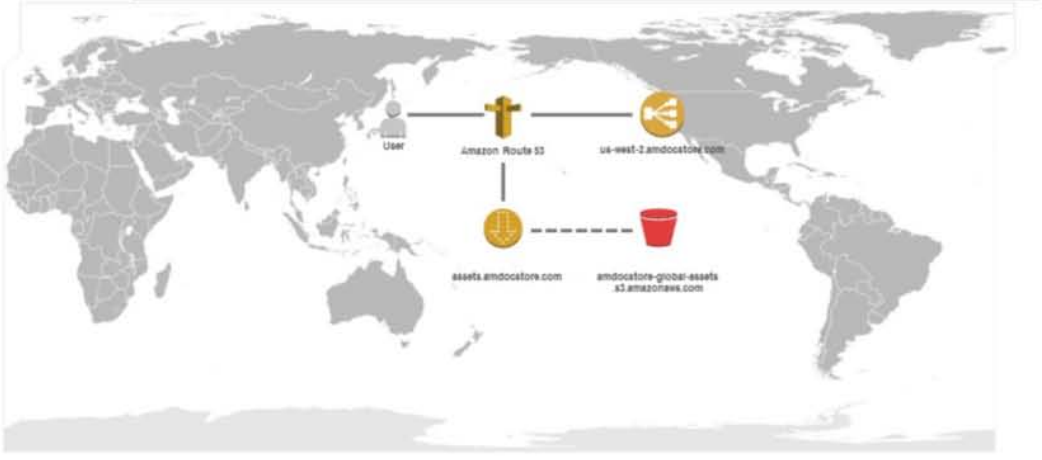 User
Amazon Route 53
us-west-2.amdocstore.com
assets.amdocstore.com
amdocstore-global-assets
.s3.amazonaws.com